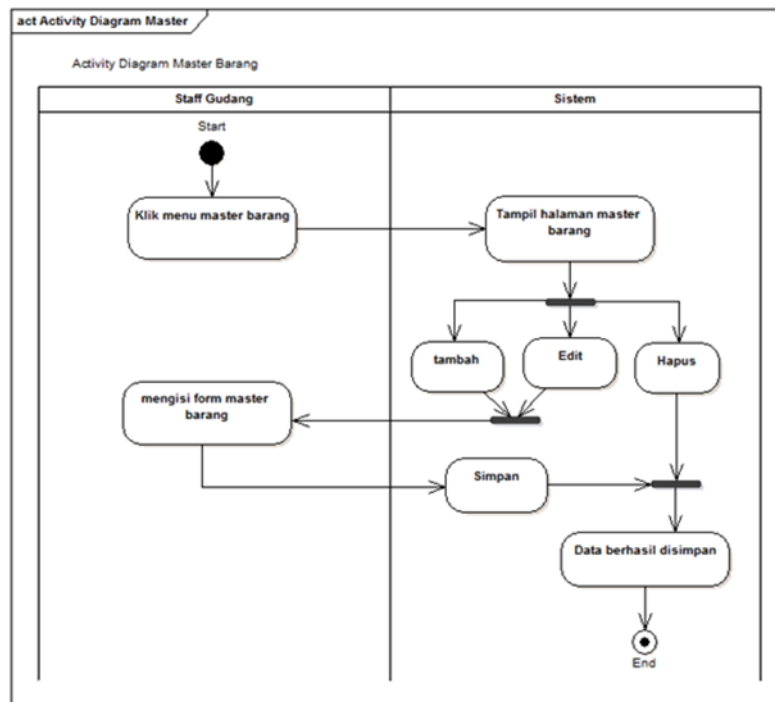 act Activity Diagram Master
Activity Diagram Master Barang
Staff Gudang
Sistem
Start
Klik menu master barang
Tampil halaman master
barang
tambah
Edit
Hapus
mengisi form master
barang
Simpan
Data berhasil disimpan
End